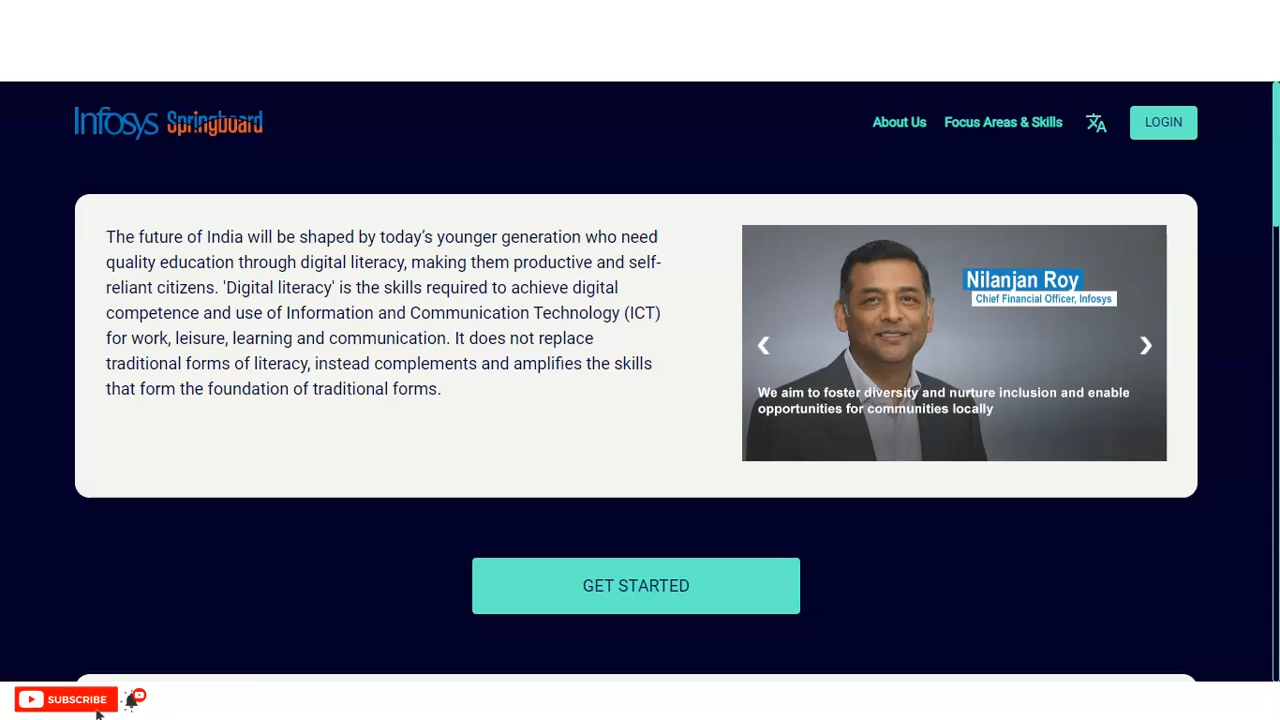 Infosys Springboard
About Us
Focus Areas & Skills
LOGIN
The future of India will be shaped by today’s younger generation who need
quality education through digital literacy, making them productive and self-
reliant citizens. 'Digital literacy' is the skills required to achieve digital
competence and use of Information and Communication Technology (ICT)
for work, leisure, learning and communication. It does not replace
traditional forms of literacy, instead complements and amplifies the skills
that form the foundation of traditional forms.
Nilanjan Roy
Chief Financial Officer, Infosys
We aim to foster diversity and nurture inclusion and enable
opportunities for communities locally
GET STARTED
SUBSCRIBE